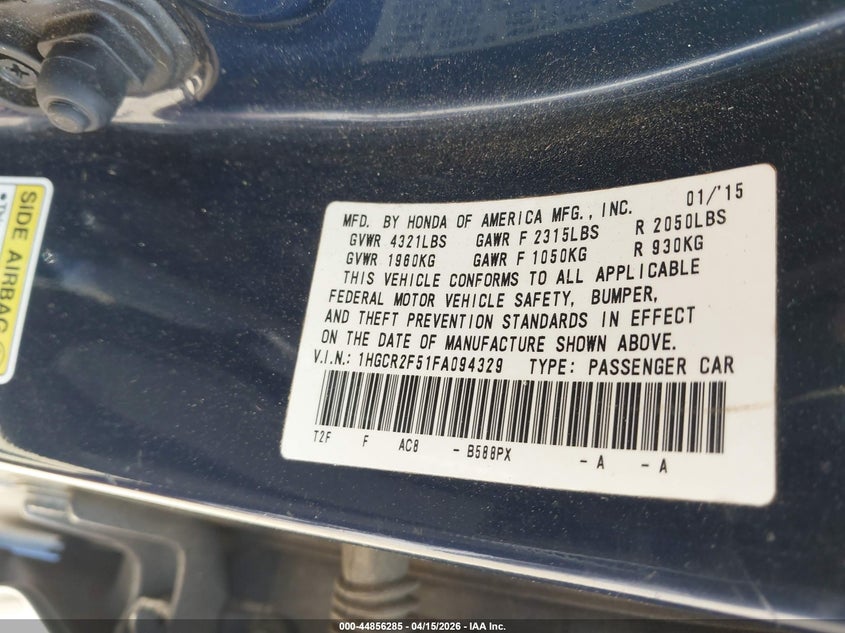 SIDE AIRBAG
MFD. BY HONDA OF AMERICA MFG., INC. 01/'15
GVWR 4321LBS GAWR F 2315LBS R 2050LBS
GVWR 1960KG GAWR F 1050KG R 930KG
THIS VEHICLE CONFORMS TO ALL APPLICABLE
FEDERAL MOTOR VEHICLE SAFETY, BUMPER,
AND THEFT PREVENTION STANDARDS IN EFFECT
ON THE DATE OF MANUFACTURE SHOWN ABOVE.
V.I.N.: 1HGCR2F51FA094329 TYPE: PASSENGER CAR
T2F F AC8 - B588PX - A - A
000-44856285 - 04/15/2026 - IAA Inc.